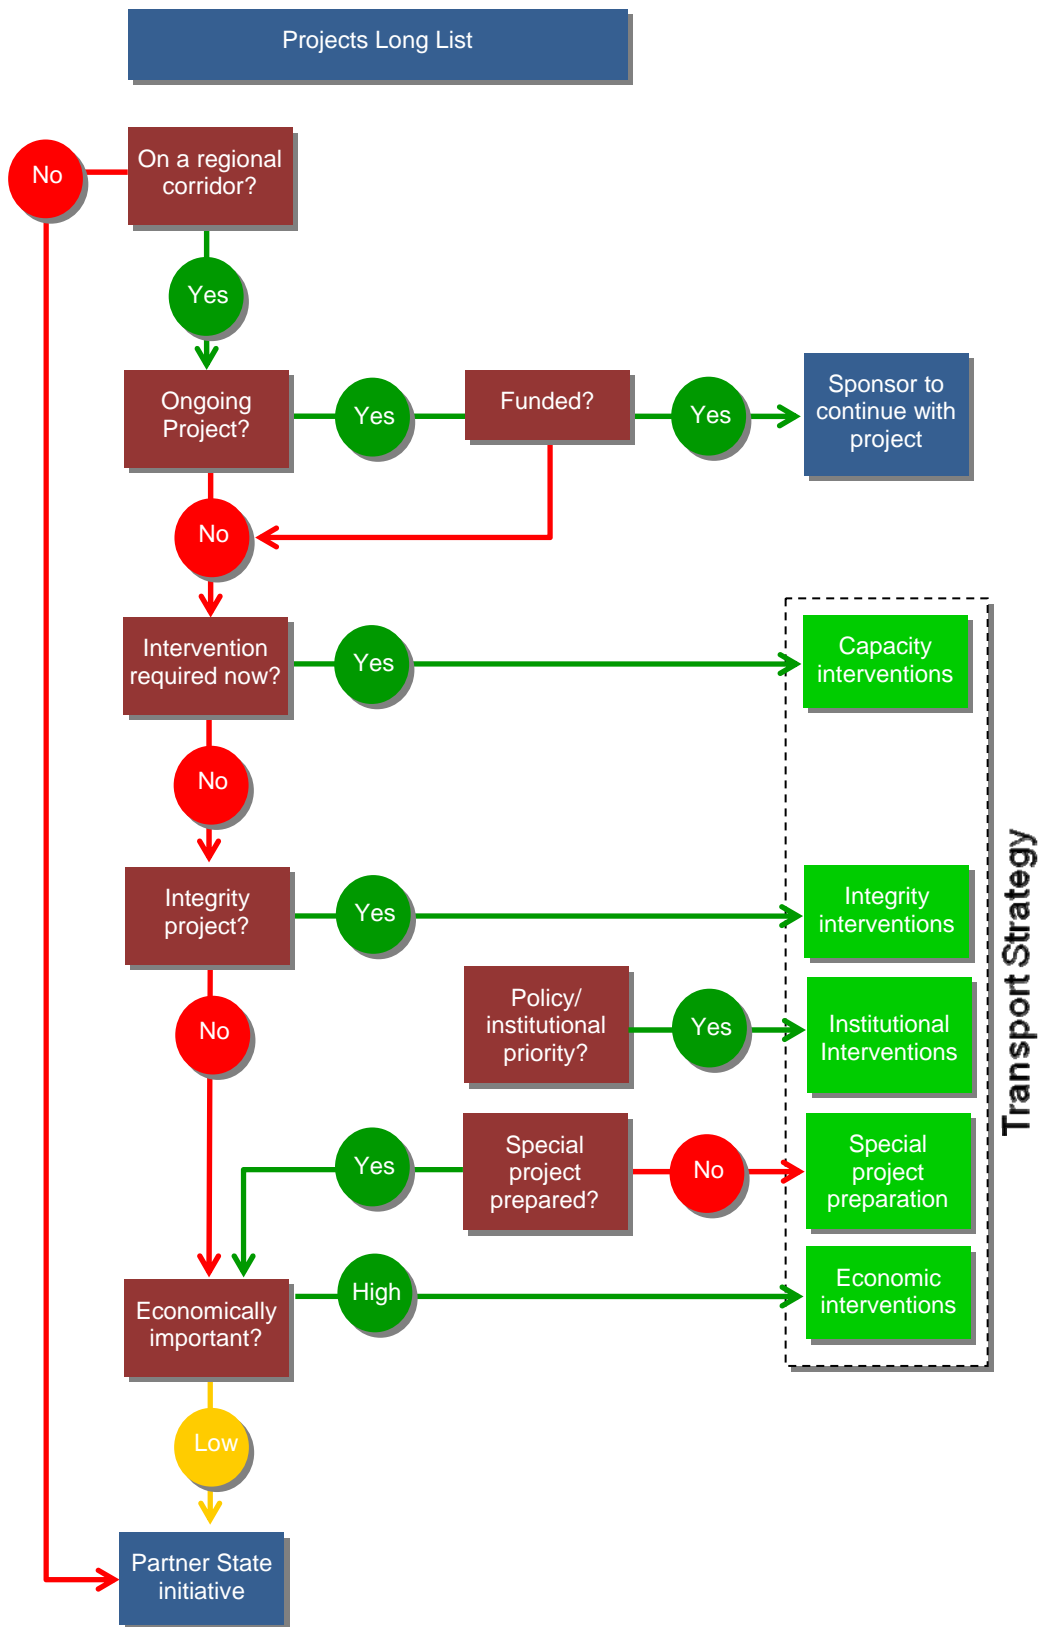 Projects Long List
No
On a regional
corridor?
Yes
Ongoing
Project?
Yes
Funded?
Yes
Sponsor to
continue with
project
No
Intervention
required now?
Yes
Capacity
interventions
No
Integrity
project?
Yes
Integrity
interventions
Transport Strategy
Policy/
institutional
priority?
Yes
Institutional
Interventions
No
Yes
Special
project
prepared?
No
Special
project
preparation
Economically
important?
High
Economic
interventions
Low
Partner State
initiative